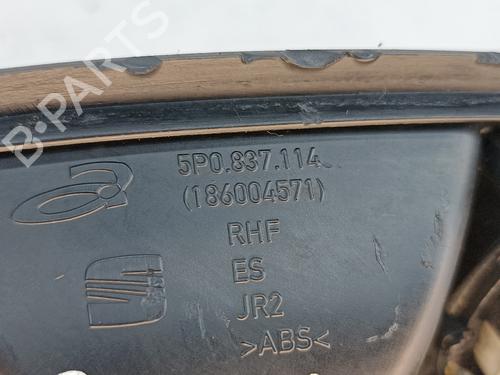 B-PARTS
5P0.837.114
(186004571)
RHF
ES
JR2
>ABS<